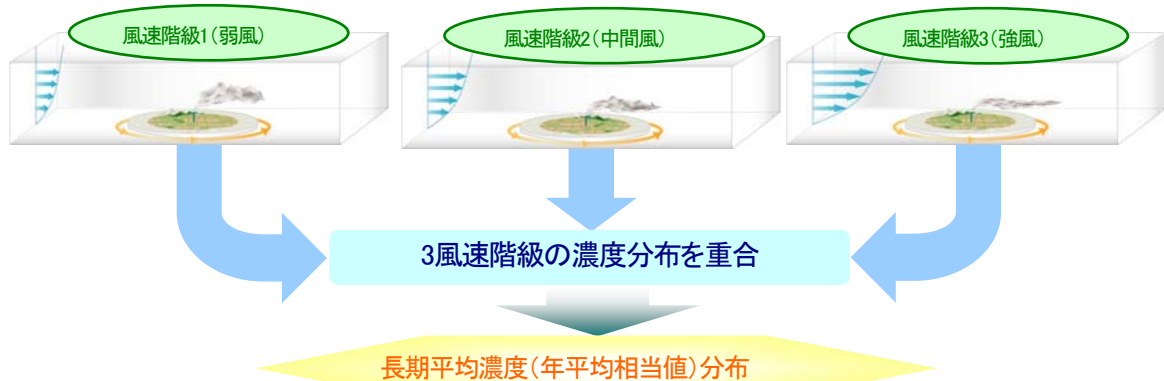 風速階級1(弱風)
風速階級2(中間風)
風速階級3(強風)
3風速階級の濃度分布を重合
長期平均濃度(年平均相当値)分布